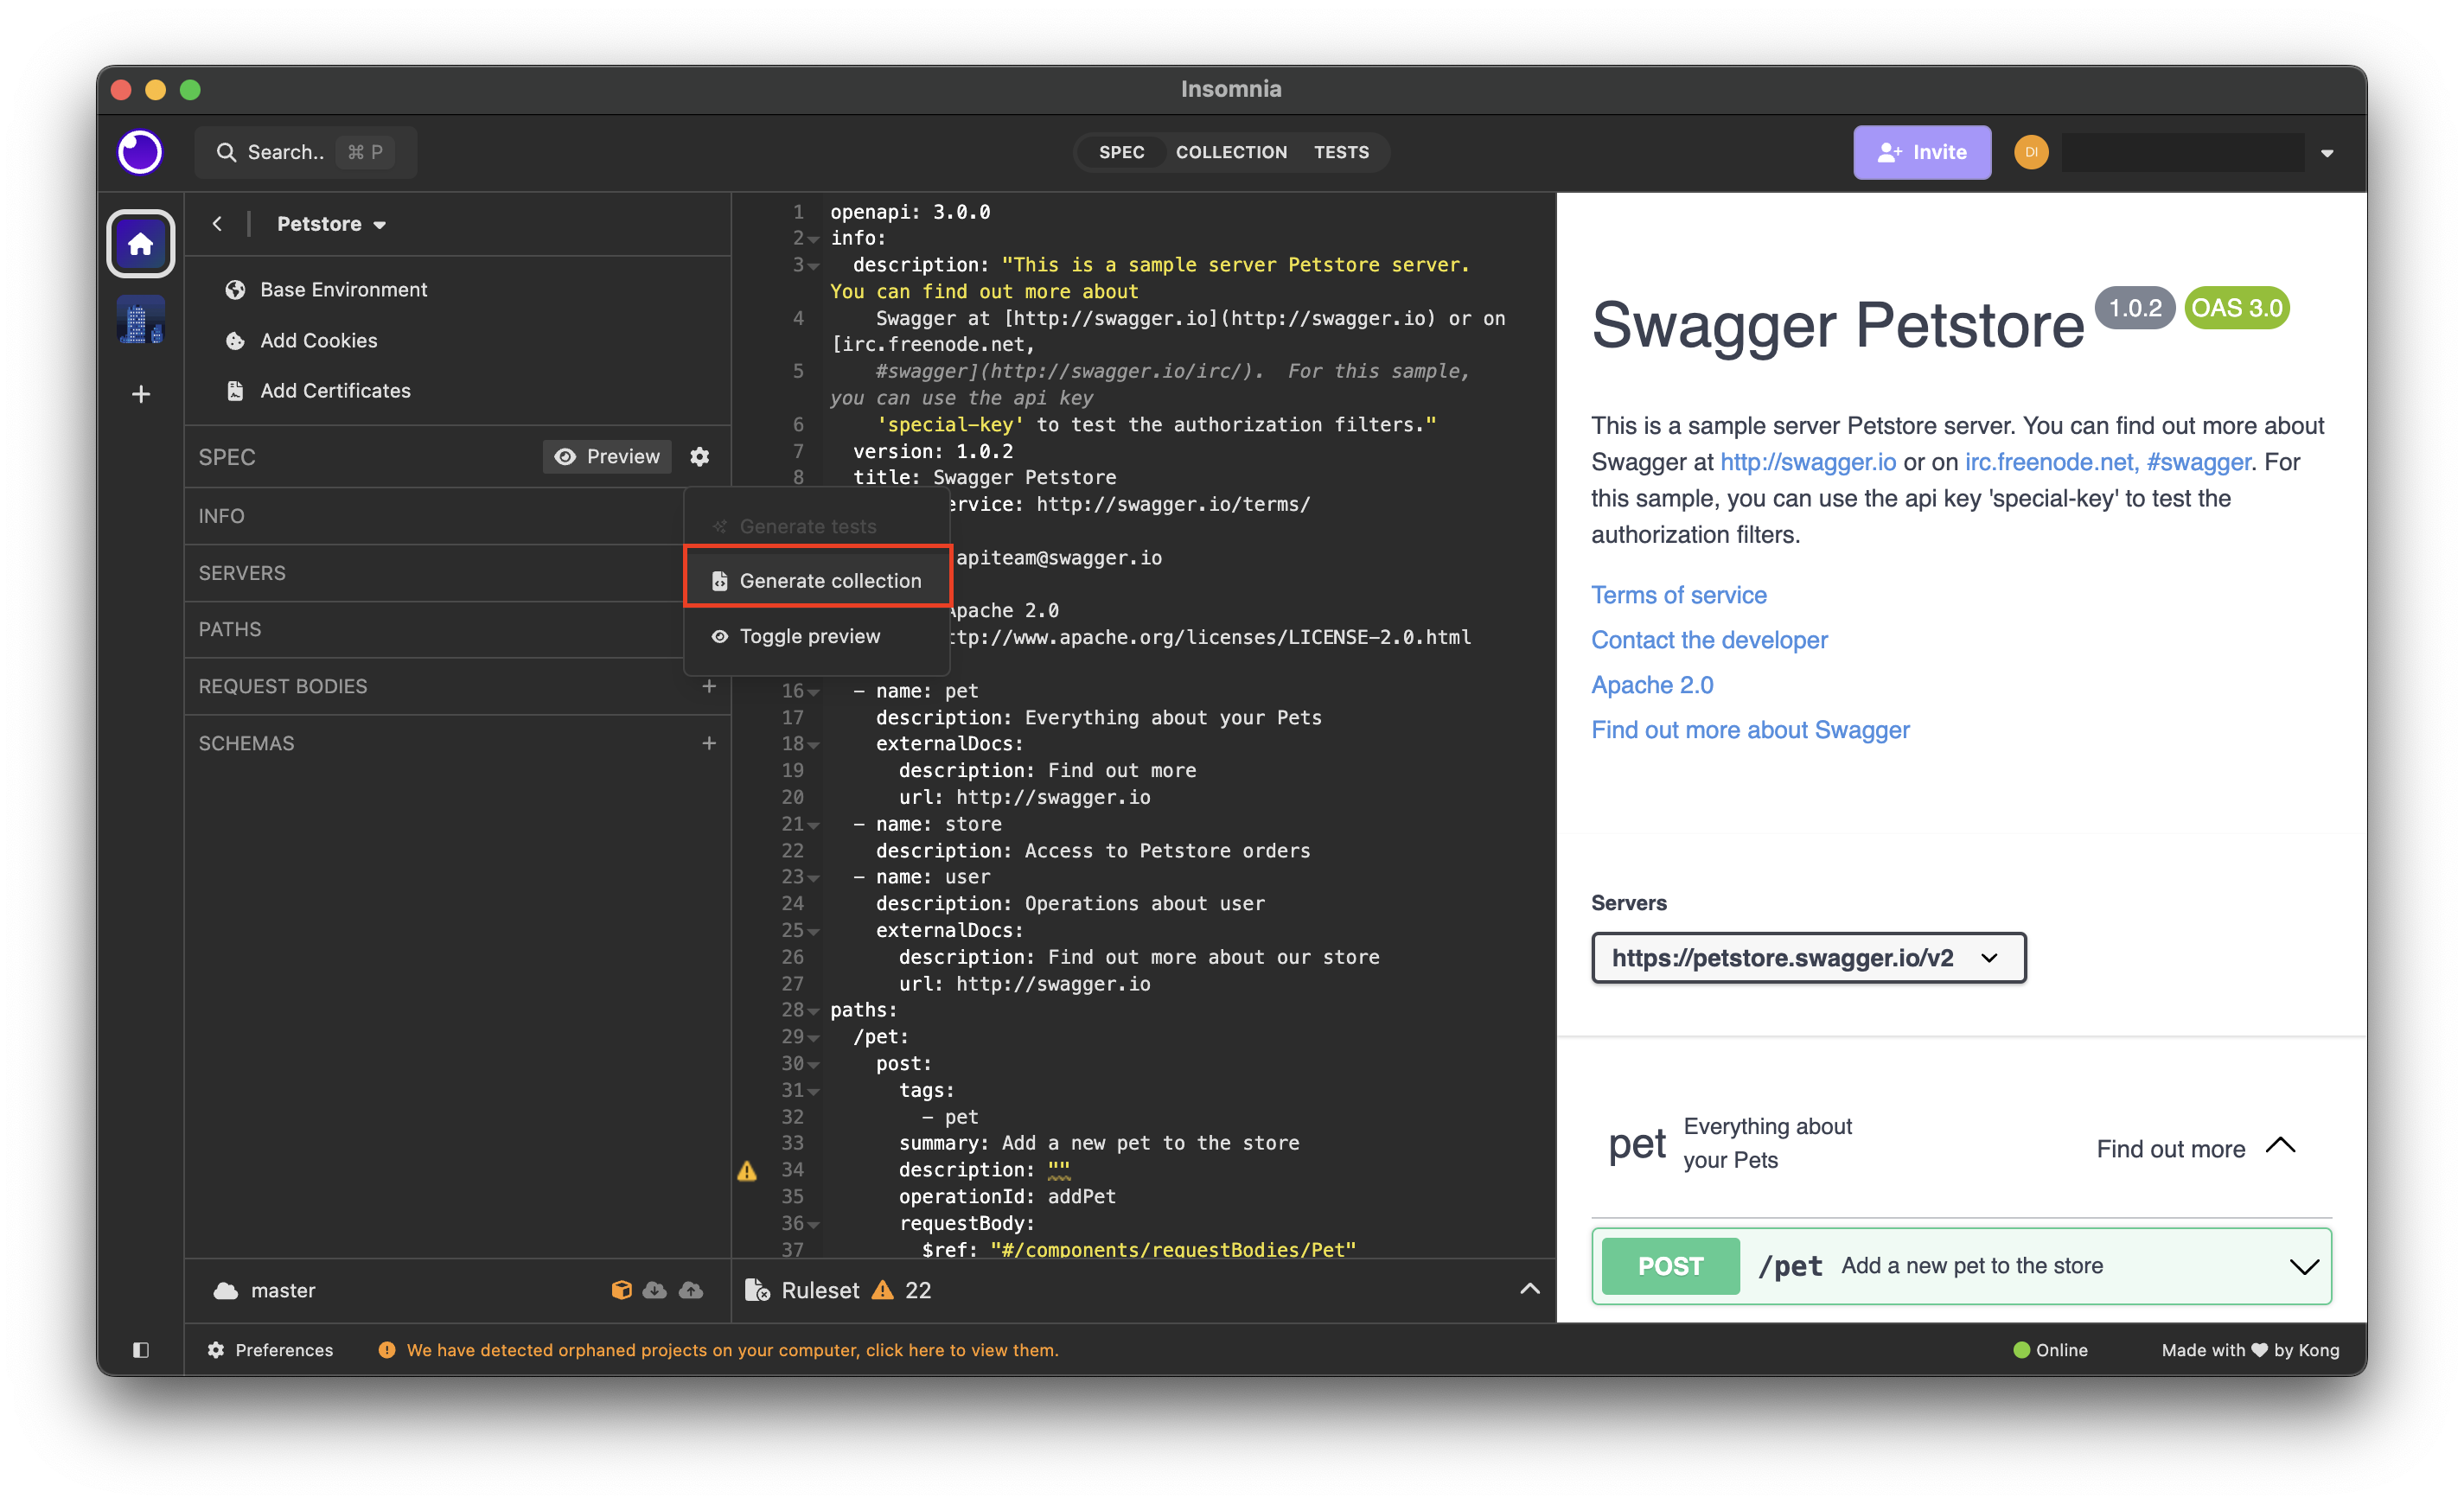 Insomnia
Search.. ⌘ P
SPEC COLLECTION TESTS
Invite
DI
Petstore
Base Environment
Add Cookies
Add Certificates
SPEC
Preview
INFO
SERVERS
PATHS
REQUEST BODIES +
SCHEMAS +
Generate tests
Generate collection
Toggle preview
1 openapi: 3.0.0
2 info:
3 description: "This is a sample server Petstore server.
You can find out more about
4 Swagger at [http://swagger.io](http://swagger.io) or on
[irc.freenode.net,
5 #swagger](http://swagger.io/irc/).  For this sample,
you can use the api key
6 'special-key' to test the authorization filters."
7 version: 1.0.2
8 title: Swagger Petstore
ervice: http://swagger.io/terms/
apiteam@swagger.io
Apache 2.0
ttp://www.apache.org/licenses/LICENSE-2.0.html
16 - name: pet
17 description: Everything about your Pets
18 externalDocs:
19 description: Find out more
20 url: http://swagger.io
21 - name: store
22 description: Access to Petstore orders
23 - name: user
24 description: Operations about user
25 externalDocs:
26 description: Find out more about our store
27 url: http://swagger.io
28 paths:
29 /pet:
30 post:
31 tags:
32 - pet
33 summary: Add a new pet to the store
34 description: ""
35 operationId: addPet
36 requestBody:
37 $ref: "#/components/requestBodies/Pet"
Swagger Petstore 1.0.2 OAS 3.0
This is a sample server Petstore server. You can find out more about
Swagger at http://swagger.io or on irc.freenode.net, #swagger. For
this sample, you can use the api key 'special-key' to test the
authorization filters.
Terms of service
Contact the developer
Apache 2.0
Find out more about Swagger
Servers
https://petstore.swagger.io/v2
pet
Everything about
your Pets
Find out more
POST /pet Add a new pet to the store
master
Ruleset 22
Preferences
We have detected orphaned projects on your computer, click here to view them.
Online
Made with ♥ by Kong